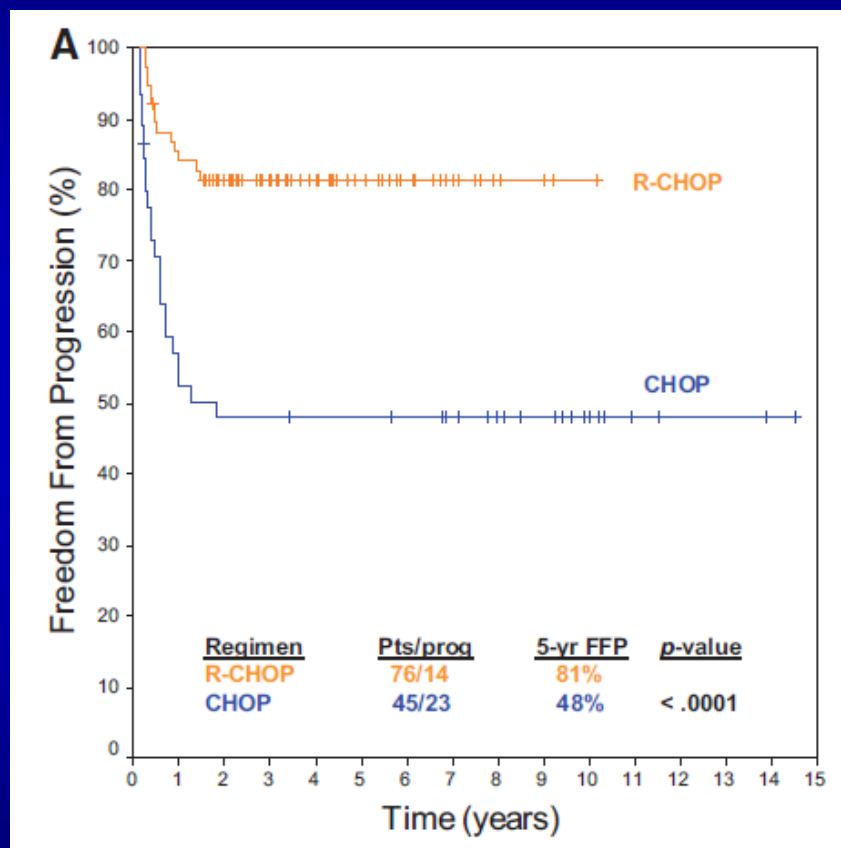 A
100
90
80
70
60
50
40
30
20
10
0
Freedom From Progression (%)
R-CHOP
CHOP
Regimen Pts/prog 5-yr FFP p-value
R-CHOP 76/14 81%
CHOP 45/23 48% < .0001
0 1 2 3 4 5 6 7 8 9 10 11 12 13 14 15
Time (years)